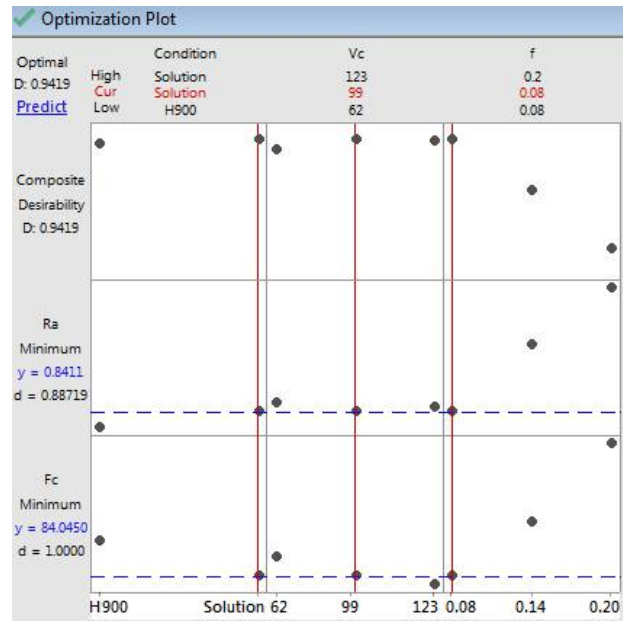 Optimization Plot
Optimal
D: 0.9419
Predict
Condition Vc f
High Solution 123 0.2
Cur Solution 99 0.08
Low H900 62 0.08
Composite
Desirability
D: 0.9419
Ra
Minimum
y = 0.8411
d = 0.88719
Fc
Minimum
y = 84.0450
d = 1.0000
H900 Solution 62 99 123 0.08 0.14 0.20